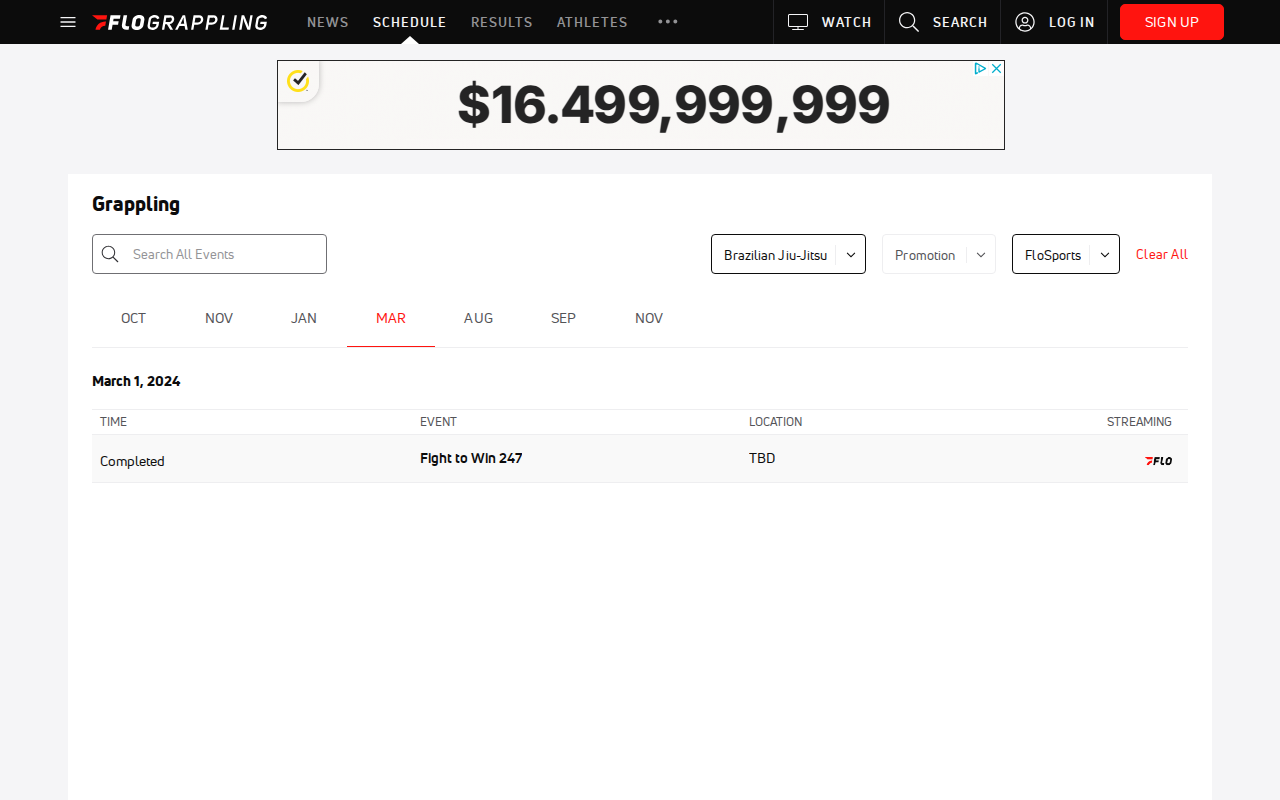 FLOGRAPPLING NEWS SCHEDULE RESULTS ATHLETES WATCH SEARCH LOG IN SIGN UP
$16.499,999,999
Grappling
Search All Events Brazilian Jiu-Jitsu Promotion FloSports Clear All
OCT NOV JAN MAR AUG SEP NOV
March 1, 2024
TIME EVENT LOCATION STREAMING
Completed Fight to Win 247 TBD FLO